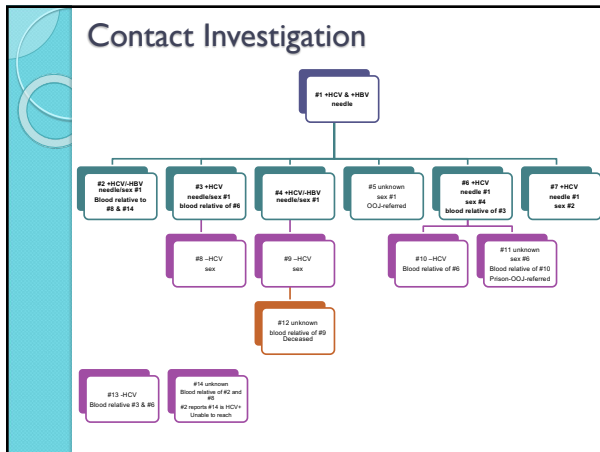 Contact Investigation
#1 +HCV & +HBV
needle
#2 +HCV/-HBV
needle/sex #1
Blood relative to
#8 & #14
#3 +HCV
needle/sex #1
blood relative of #6
#4 +HCV/-HBV
needle/sex #1
#5 unknown
sex #1
OOJ-referred
#6 +HCV
needle #1
sex #4
blood relative of #3
#7 +HCV
needle #1
sex #2
#8 –HCV
sex
#9 –HCV
sex
#10 –HCV
Blood relative of #6
#11 unknown
sex #6
Blood relative of #10
Prison-OOJ-referred
#12 unknown
blood relative of #9
Deceased
#13 -HCV
Blood relative #3 & #6
#14 unknown
Blood relative of #2 and
#8
#2 reports #14 is HCV+
Unable to reach